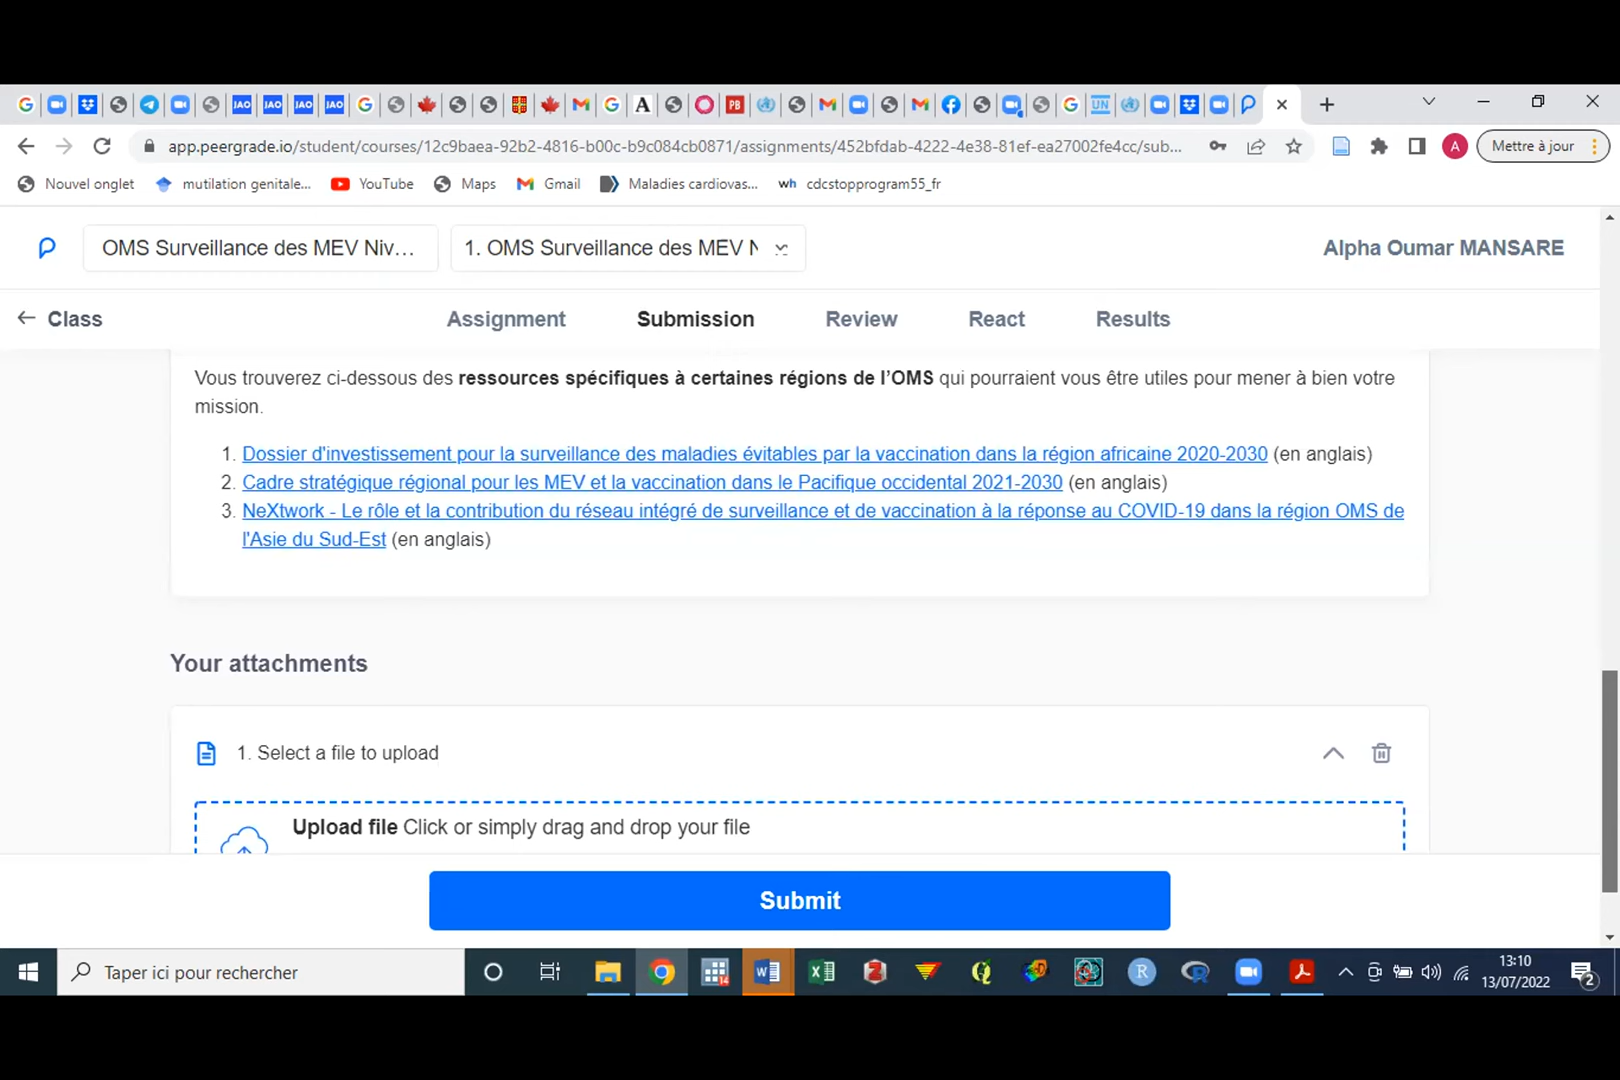 app.peergrade.io/student/courses/12c9baea-92b2-4816-b00c-b9c084cb0871/assignments/452bfdab-4222-4e38-81ef-ea27002fe4cc/sub...
A
Mettre à jour
Nouvel onglet
mutilation genitale...
YouTube
Maps
Gmail
Maladies cardiovas...
wh cdcstopprogram55_fr
OMS Surveillance des MEV Niv...
1. OMS Surveillance des MEV N
Alpha Oumar MANSARE
Class
Assignment
Submission
Review
React
Results
Vous trouverez ci-dessous des ressources spécifiques à certaines régions de l’OMS qui pourraient vous être utiles pour mener à bien votre
mission.
1. Dossier d'investissement pour la surveillance des maladies évitables par la vaccination dans la région africaine 2020-2030 (en anglais)
2. Cadre stratégique régional pour les MEV et la vaccination dans le Pacifique occidental 2021-2030 (en anglais)
3. NeXtwork - Le rôle et la contribution du réseau intégré de surveillance et de vaccination à la réponse au COVID-19 dans la région OMS de
l'Asie du Sud-Est (en anglais)
Your attachments
1. Select a file to upload
Upload file Click or simply drag and drop your file
Submit
Taper ici pour rechercher
13:10
13/07/2022
2